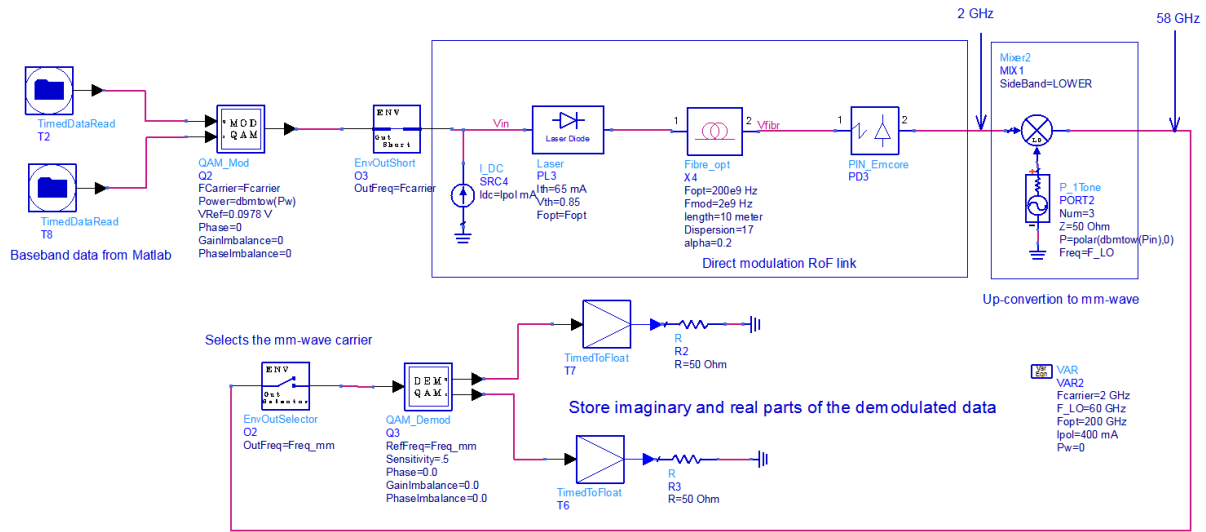 2 GHz
58 GHz
TimedDataRead
T2
MOD
QAM
QAM_Mod
Q2
FCarrier=Fcarrier
Power=dbmtow(Pw)
VRef=0.0978 V
Phase=0
GainImbalance=0
PhaseImbalance=0
TimedDataRead
T8
Baseband data from Matlab
ENV
Out
Short
EnvOutShort
O3
OutFreq=Fcarrier
Vin
I_DC
SRC4
Idc=Ipol mA
Laser Diode
Laser
PL3
Ith=65 mA
Vth=0.85
Fopt=Fopt
1
2
Vfibr
Fibre_opt
X4
Fopt=200e9 Hz
Fmod=2e9 Hz
length=10 meter
Dispersion=17
alpha=0.2
1
2
PIN_Emcore
PD3
Direct modulation RoF link
Mixer2
MIX1
SideBand=LOWER
LO
P_1Tone
PORT2
Num=3
Z=50 Ohm
P=polar(dbmtow(Pin),0)
Freq=F_LO
Up-convertion to mm-wave
Selects the mm-wave carrier
ENV
Out
Selector
EnvOutSelector
O2
OutFreq=Freq_mm
DEM
QAM
QAM_Demod
Q3
RefFreq=Freq_mm
Sensitivity=.5
Phase=0.0
GainImbalance=0.0
PhaseImbalance=0.0
TimedToFloat
T7
R
R2
R=50 Ohm
Store imaginary and real parts of the demodulated data
TimedToFloat
T6
R
R3
R=50 Ohm
Var
Eqn
VAR
VAR2
Fcarrier=2 GHz
F_LO=60 GHz
Fopt=200 GHz
Ipol=400 mA
Pw=0